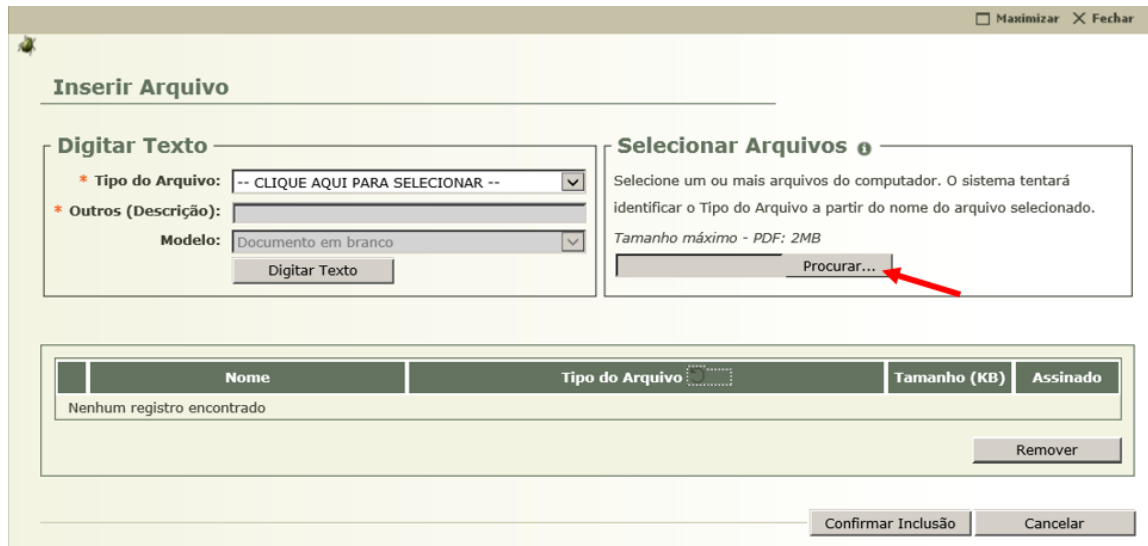 Maximizar Fechar
Inserir Arquivo
Digitar Texto
* Tipo do Arquivo: -- CLIQUE AQUI PARA SELECIONAR --
* Outros (Descrição):
Modelo: Documento em branco
Digitar Texto
Selecionar Arquivos
Selecione um ou mais arquivos do computador. O sistema tentará
identificar o Tipo do Arquivo a partir do nome do arquivo selecionado.
Tamanho máximo - PDF: 2MB
Procurar...
Nome Tipo do Arquivo Tamanho (KB) Assinado
Nenhum registro encontrado
Remover
Confirmar Inclusão Cancelar